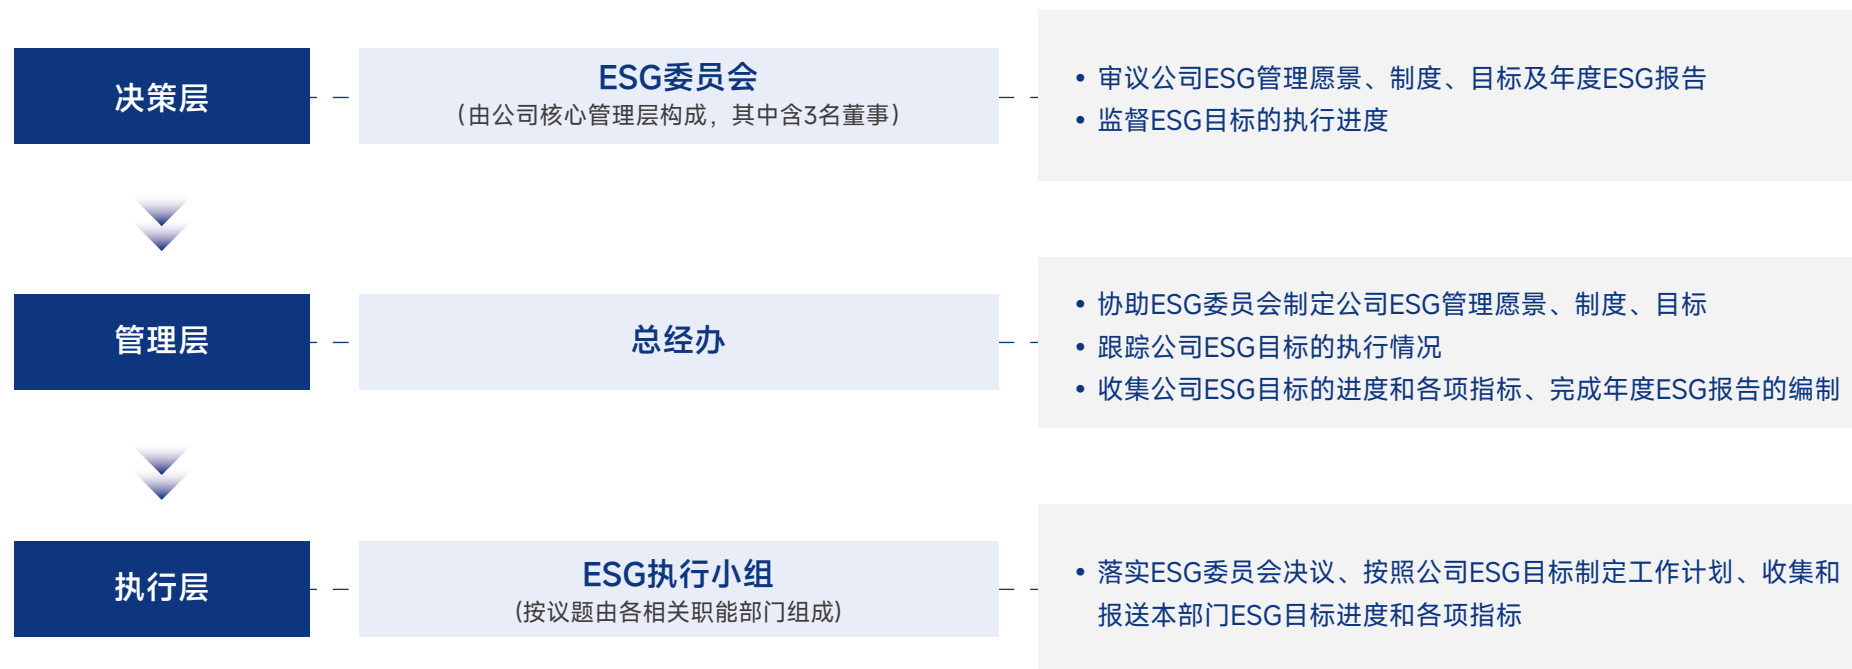 决策层
ESG委员会
（由公司核心管理层构成，其中含3名董事）
• 审议公司ESG管理愿景、制度、目标及年度ESG报告
• 监督ESG目标的执行进度
管理层
总经办
• 协助ESG委员会制定公司ESG管理愿景、制度、目标
• 跟踪公司ESG目标的执行情况
• 收集公司ESG目标的进度和各项指标、完成年度ESG报告的编制
执行层
ESG执行小组
(按议题由各相关职能部门组成)
• 落实ESG委员会决议、按照公司ESG目标制定工作计划、收集和
报送本部门ESG目标进度和各项指标